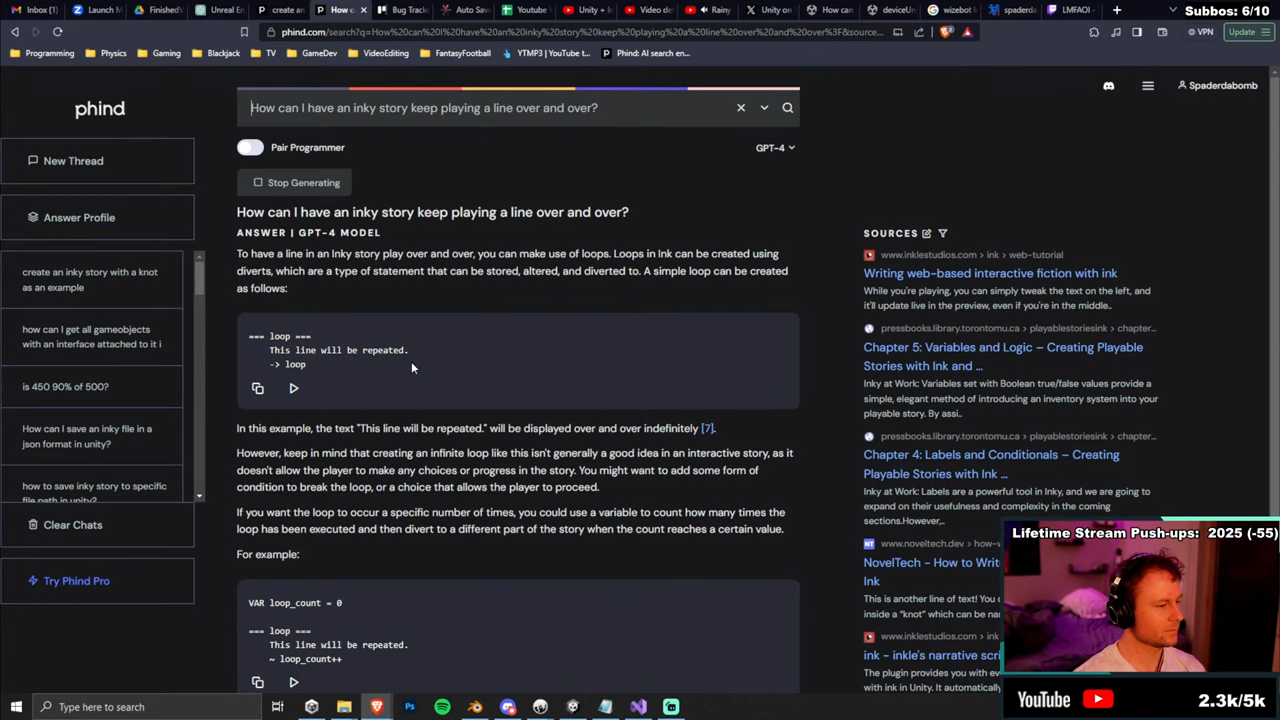 Inbox (1)
Launch M
FinishedV
Unreal En
create an
How c
Bug Track
Auto Save
Youtube
Unity + I
Video de
Rainy
Unity on
How can
deviceUn
wizebot l
spaderda
LMFAOI -
Subbos: 6/10
phind.com/search?q=How%20can%20I%20have%20an%20inky%20story%20keep%20playing%20a%20line%20over%20and%20over%3F&source...
VPN
Update
Programming
Physics
Gaming
Blackjack
TV
GameDev
VideoEditing
FantasyFootball
YTMP3 | YouTube t...
Phind: AI search en...
phind
How can I have an inky story keep playing a line over and over?
Spaderdabomb
Pair Programmer
GPT-4
New Thread
Stop Generating
Answer Profile
How can I have an inky story keep playing a line over and over?
ANSWER | GPT-4 MODEL
To have a line in an Inky story play over and over, you can make use of loops. Loops in Ink can be created using
diverts, which are a type of statement that can be stored, altered, and diverted to. A simple loop can be created
as follows:
=== loop ===
This line will be repeated.
-> loop
In this example, the text "This line will be repeated." will be displayed over and over indefinitely [7].
However, keep in mind that creating an infinite loop like this isn't generally a good idea in an interactive story, as it
doesn't allow the player to make any choices or progress in the story. You might want to add some form of
condition to break the loop, or a choice that allows the player to proceed.
If you want the loop to occur a specific number of times, you could use a variable to count how many times the
loop has been executed and then divert to a different part of the story when the count reaches a certain value.
For example:
VAR loop_count = 0
=== loop ===
This line will be repeated.
~ loop_count++
create an inky story with a knot
as an example
how can I get all gameobjects
with an interface attached to it i
is 450 90% of 500?
How can I save an inky file in a
json format in unity?
how to save inky story to specific
file path in unity?
Clear Chats
Try Phind Pro
SOURCES
www.inklestudios.com > ink > web-tutorial
Writing web-based interactive fiction with ink
While you're playing, you can simply tweak the text on the left, and
it'll update live in the preview, even if you're in the middle..
pressbooks.library.torontomu.ca > playablestoriesink > chapter...
Chapter 5: Variables and Logic – Creating Playable
Stories with Ink and ...
Inky at Work: Variables set with Boolean true/false values provide a
simple, elegant method of introducing an inventory system into your
playable story. By assi..
pressbooks.library.torontomu.ca > playablestoriesink > chapter...
Chapter 4: Labels and Conditionals – Creating
Playable Stories with Ink ...
Inky at Work: Labels are a powerful tool in Inky, and we are going to
expand on their usefulness and complexity in the coming
sections.However,..
www.noveltech.dev > how-w
NovelTech - How to Write
Ink
This is another line of text! You c
inside a "knot" which can be nam
www.inklestudios.com > ink
ink - inkle's narrative scri
The plugin provides you with ev
with ink in Unity. It automatically
Lifetime Stream Push-ups: 2025 (-55)
YouTube
2.3k/5k
Type here to search